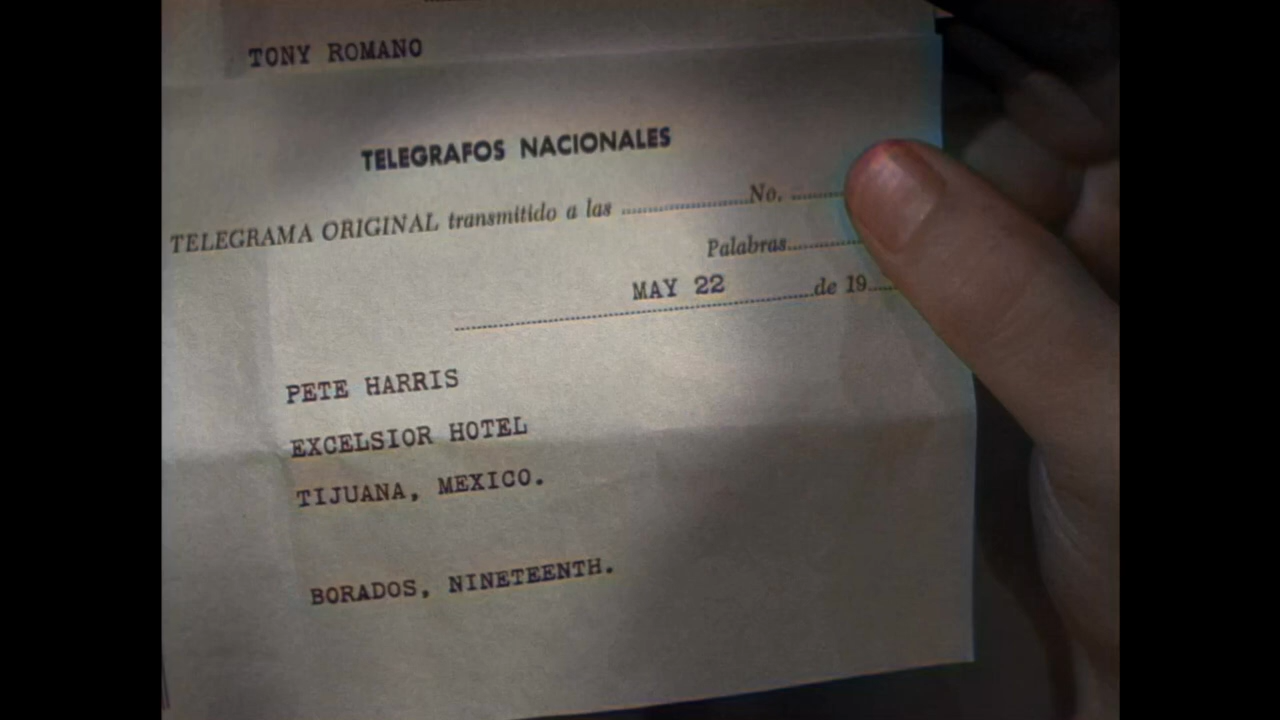 TONY ROMANO
TELEGRAFOS NACIONALES
TELEGRAMA ORIGINAL transmitido a las ....................No. .........
Palabras............
MAY 22 ............de 19.....
PETE HARRIS
EXCELSIOR HOTEL
TIJUANA, MEXICO.
BORADOS, NINETEENTH.